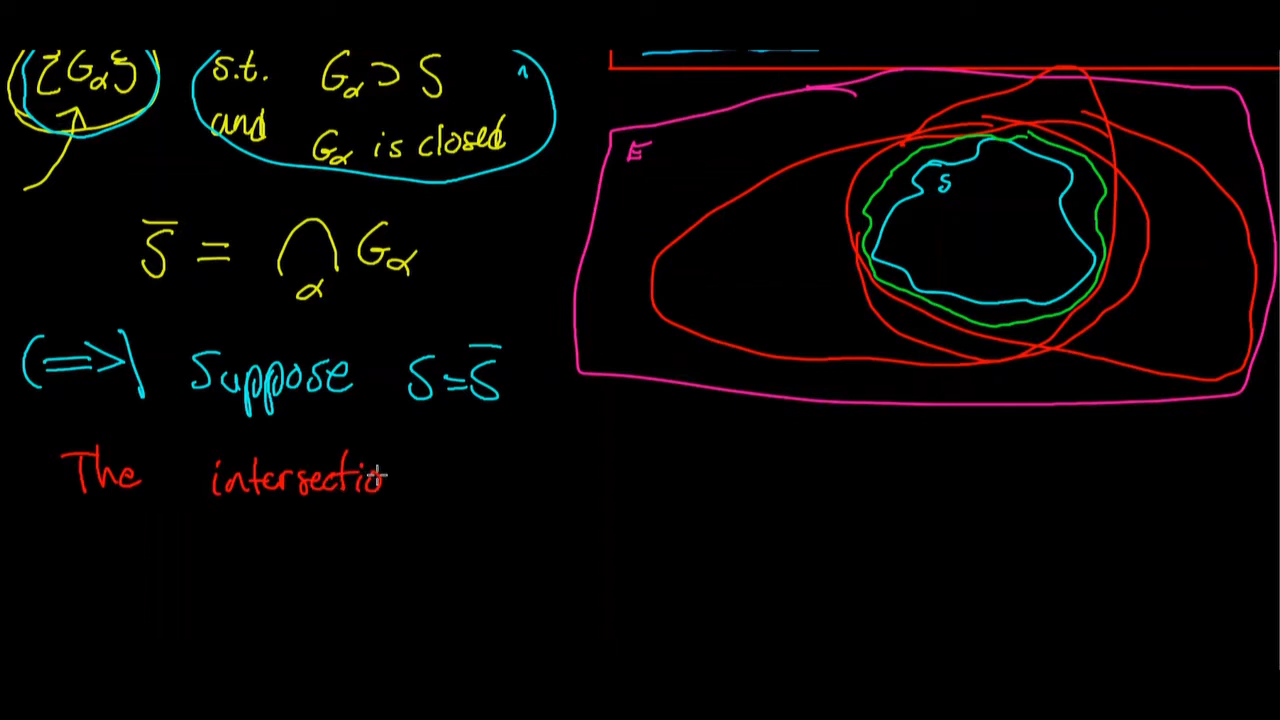 {Gα} s.t. Gα ⊃ S
and Gα is closed
S̅ = ⋂ Gα
α
(⟹) Suppose S = S̅
The intersectio
E
S